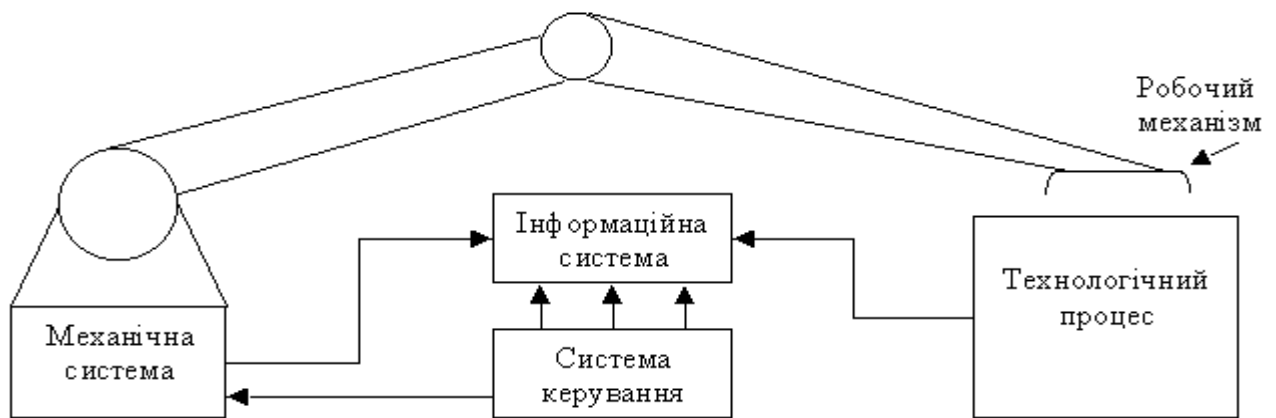 Робочий
механізм
Інформаційна
система
Технологічний
процес
Механічна
система
Система
керування